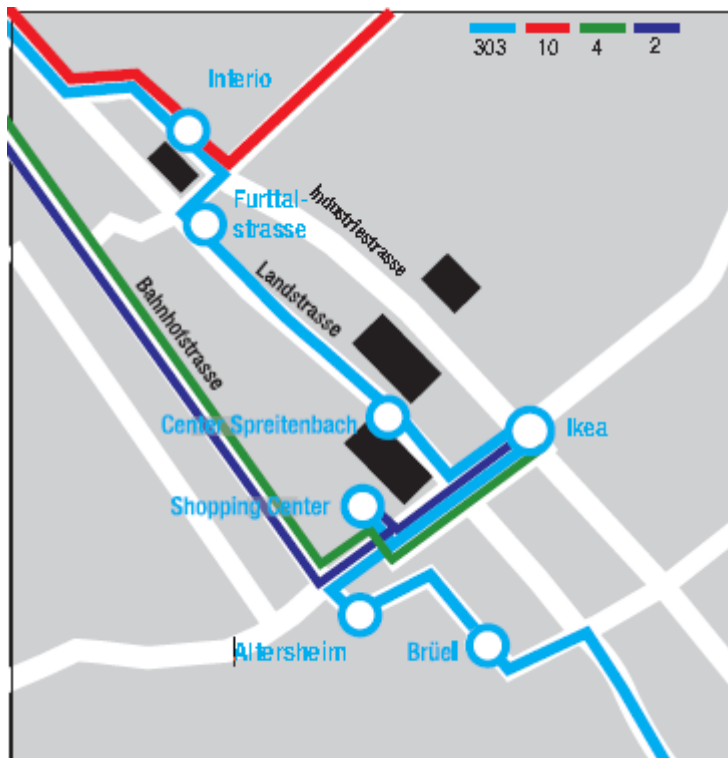 303 10 4 2
Interio
Furttal-
strasse
Industriestrasse
Landstrasse
Bahnhofstrasse
Center Spreitenbach
Ikea
Shopping Center
Altersheim
Brüel